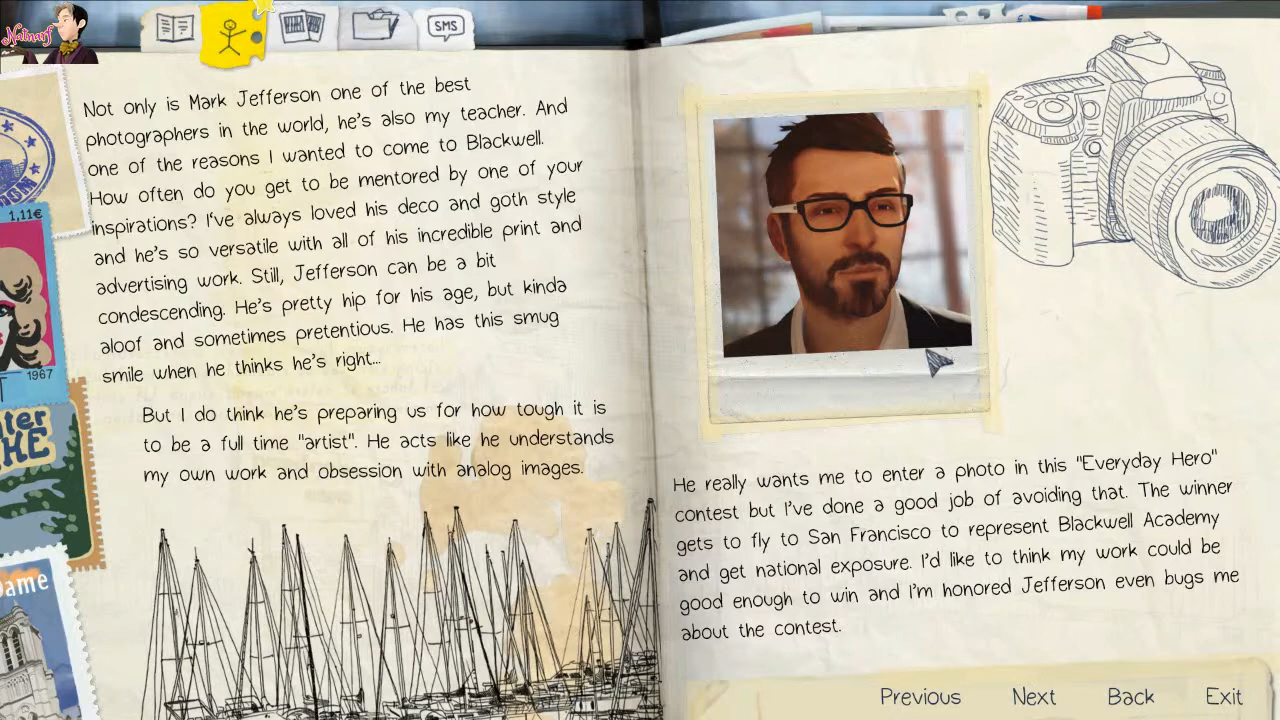 Nainarf
SMS
Not only is Mark Jefferson one of the best
photographers in the world, he's also my teacher. And
one of the reasons I wanted to come to Blackwell.
How often do you get to be mentored by one of your
inspirations? I've always loved his deco and goth style
and he's so versatile with all of his incredible print and
advertising work. Still, Jefferson can be a bit
condescending. He's pretty hip for his age, but kinda
aloof and sometimes pretentious. He has this smug
smile when he thinks he's right...
But I do think he's preparing us for how tough it is
to be a full time "artist". He acts like he understands
my own work and obsession with analog images.
1,11€
1967
He really wants me to enter a photo in this "Everyday Hero"
contest but I've done a good job of avoiding that. The winner
gets to fly to San Francisco to represent Blackwell Academy
and get national exposure. I'd like to think my work could be
good enough to win and I'm honored Jefferson even bugs me
about the contest.
Previous Next Back Exit